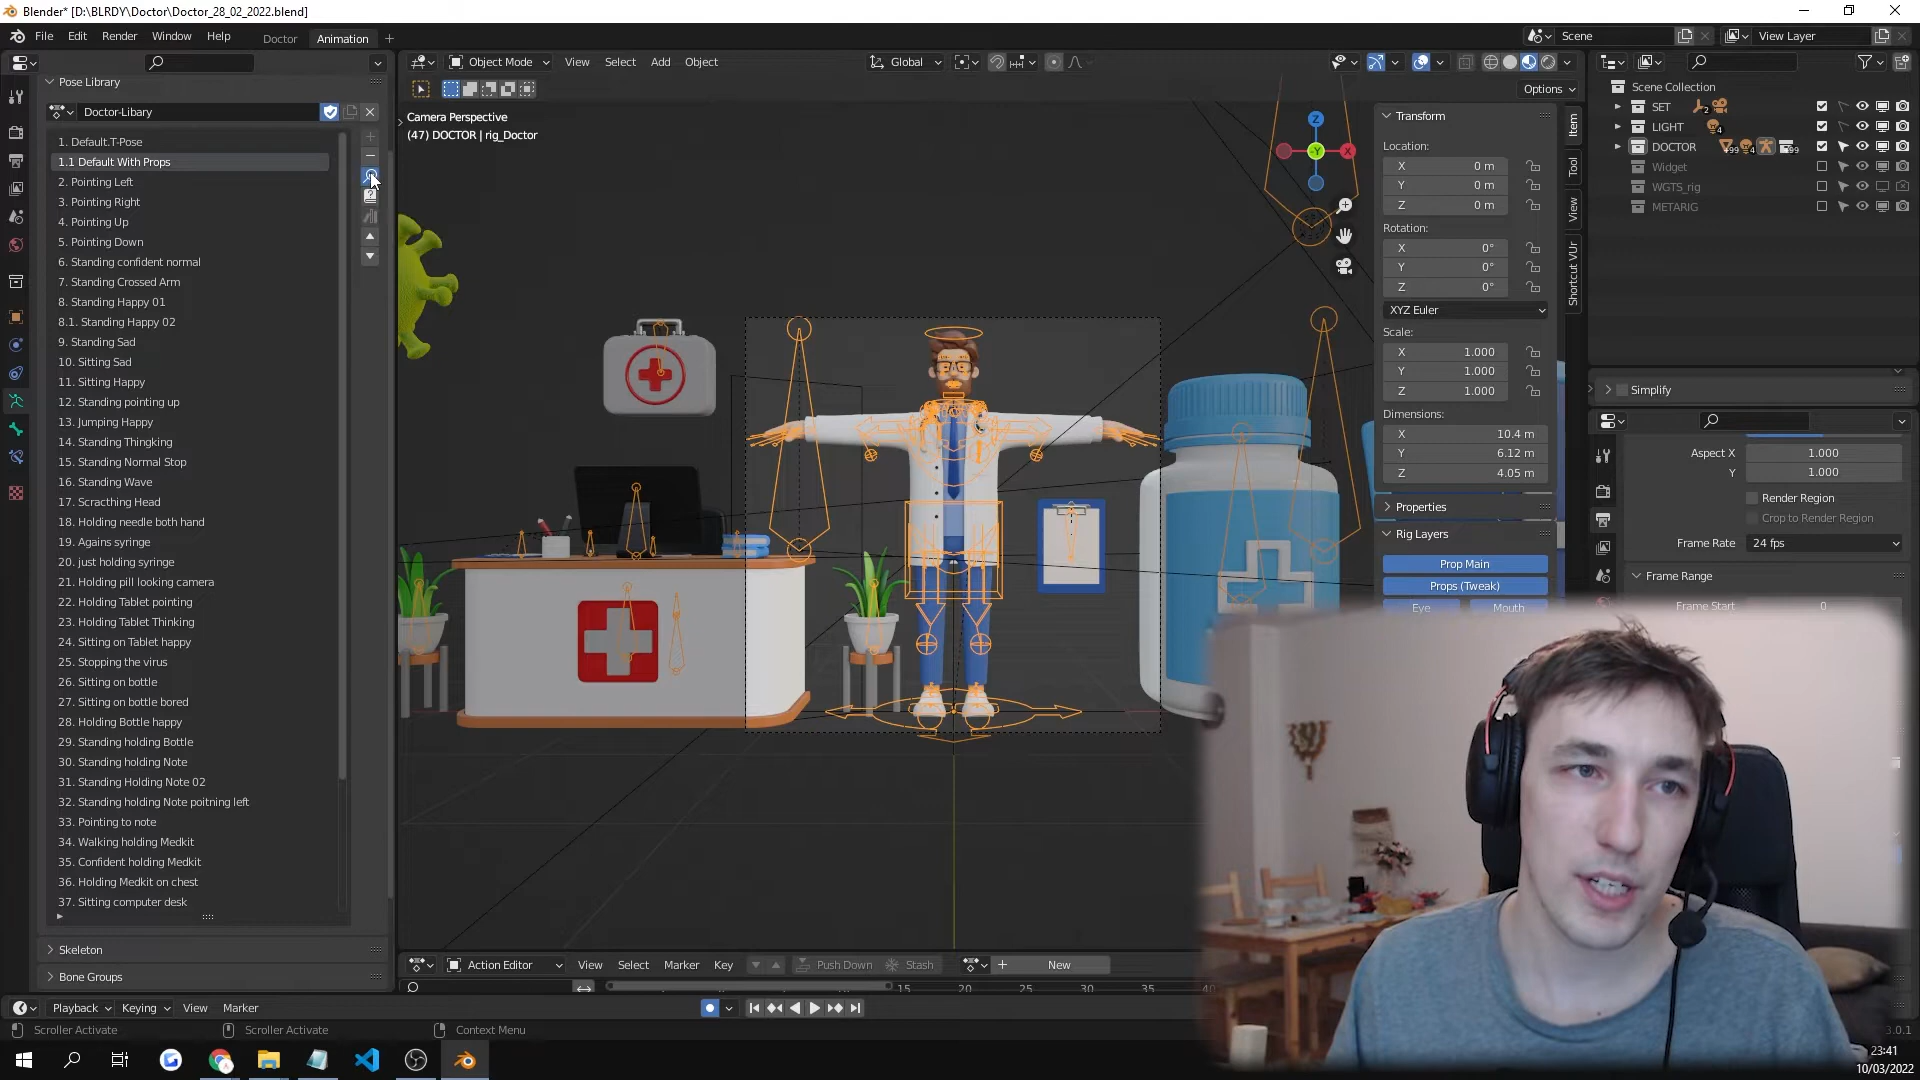 Blender* [D:\BLRDY\Doctor\Doctor_28_02_2022.blend]
File Edit Render Window Help Doctor Animation Scene View Layer
Object Mode View Select Add Object Global
Options
Pose Library
Doctor-Libary
1. Default.T-Pose
1.1 Default With Props
2. Pointing Left
3. Pointing Right
4. Pointing Up
5. Pointing Down
6. Standing confident normal
7. Standing Crossed Arm
8. Standing Happy 01
8.1. Standing Happy 02
9. Standing Sad
10. Sitting Sad
11. Sitting Happy
12. Standing pointing up
13. Jumping Happy
14. Standing Thingking
15. Standing Normal Stop
16. Standing Wave
17. Scracthing Head
18. Holding needle both hand
19. Agains syringe
20. just holding syringe
21. Holding pill looking camera
22. Holding Tablet pointing
23. Holding Tablet Thinking
24. Sitting on Tablet happy
25. Stopping the virus
26. Sitting on bottle
27. Sitting on bottle bored
28. Holding Bottle happy
29. Standing holding Bottle
30. Standing holding Note
31. Standing Holding Note 02
32. Standing holding Note poitning left
33. Pointing to note
34. Walking holding Medkit
35. Confident holding Medkit
36. Holding Medkit on chest
37. Sitting computer desk
Skeleton
Bone Groups
Camera Perspective
(47) DOCTOR | rig_Doctor
Z
-Y X
Transform
Location:
X 0 m
Y 0 m
Z 0 m
Rotation:
X 0°
Y 0°
Z 0°
XYZ Euler
Scale:
X 1.000
Y 1.000
Z 1.000
Dimensions:
X 10.4 m
Y 6.12 m
Z 4.05 m
Properties
Rig Layers
Prop Main
Props (Tweak)
Eye Mouth
Item
Tool
View
Shortcut VUr
Scene Collection
SET 2
LIGHT 4
DOCTOR +99 4 +99
Widget
WGTS_rig
METARIG
Simplify
Aspect X 1.000
Y 1.000
Render Region
Crop to Render Region
Frame Rate 24 fps
Frame Range
Frame Start 0
Action Editor View Select Marker Key Push Down Stash New
15 20 25 30 35 40
Playback Keying View Marker
Scroller Activate Scroller Activate Context Menu 3.0.1
23:41
10/03/2022